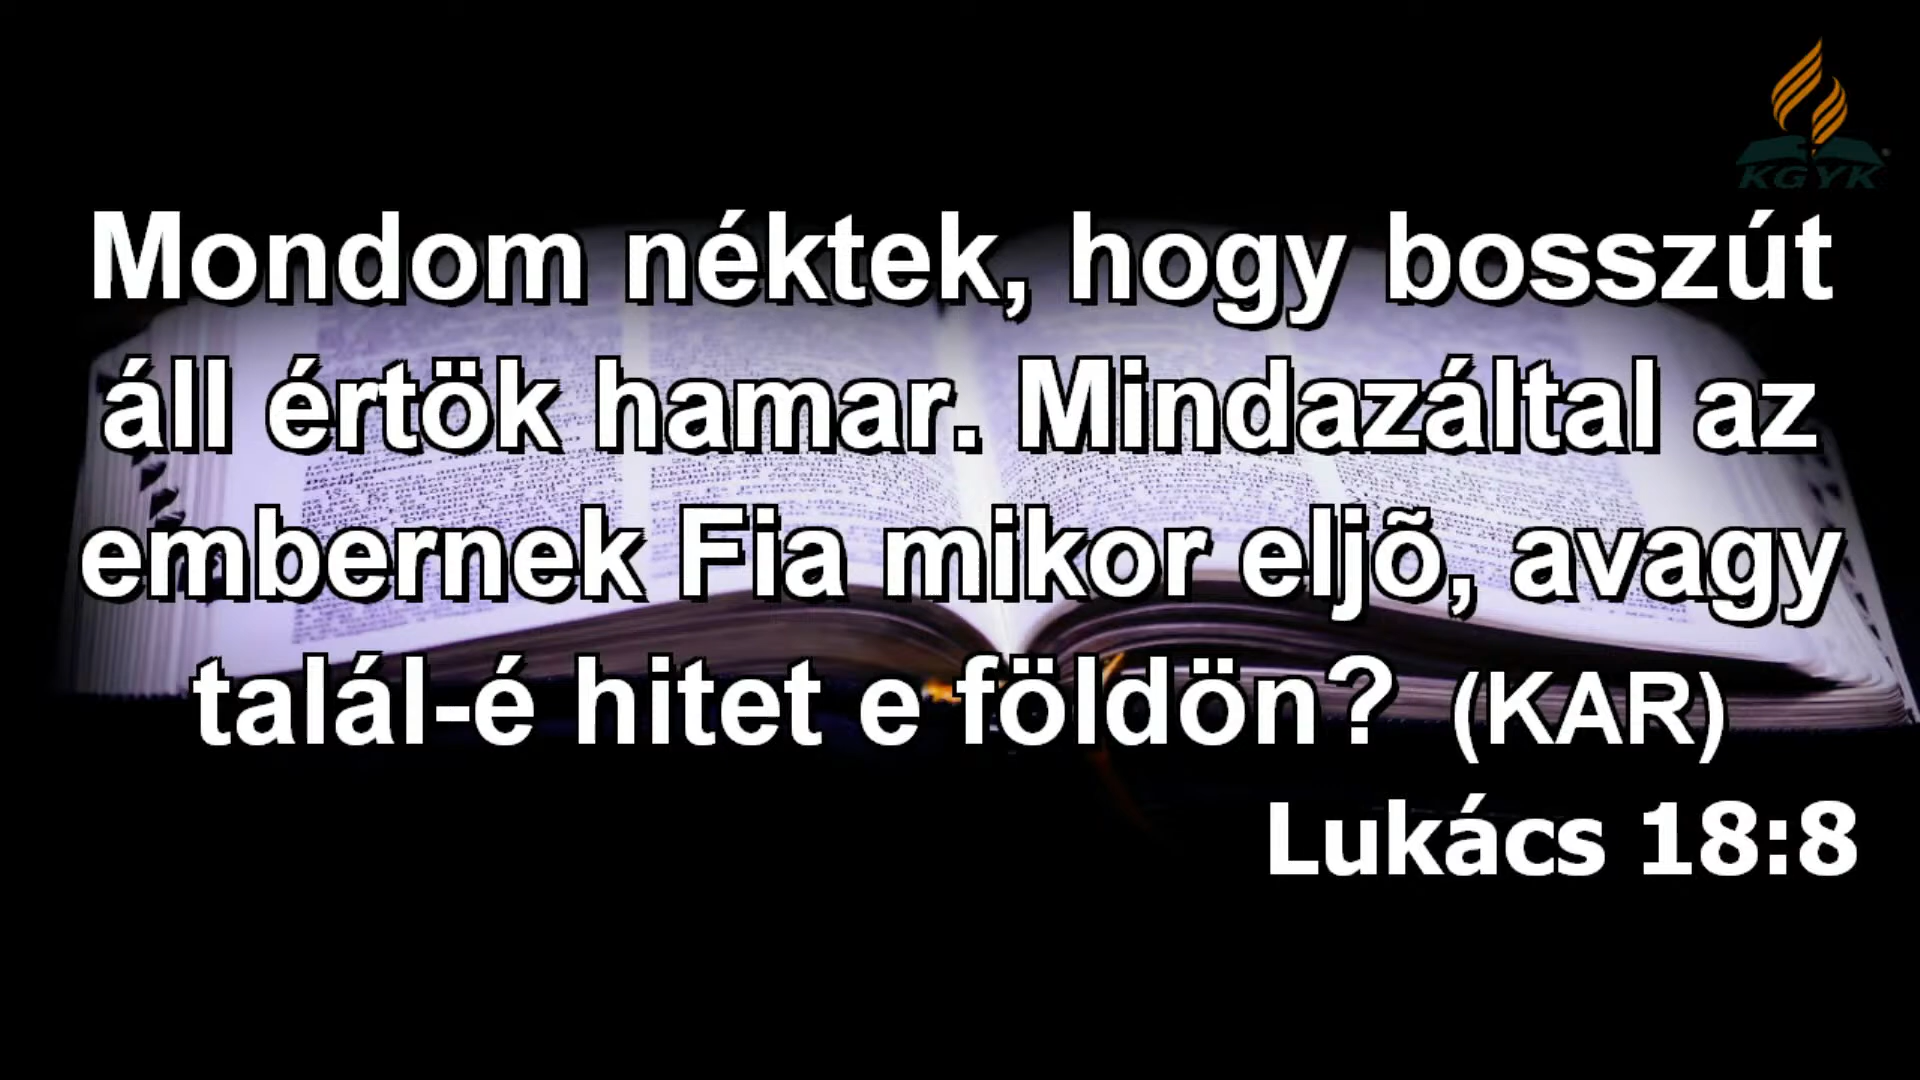 KGYK
Mondom néktek, hogy bosszút
áll értök hamar. Mindazáltal az
embernek Fia mikor eljõ, avagy
talál-é hitet e földön? (KAR)
Lukács 18:8